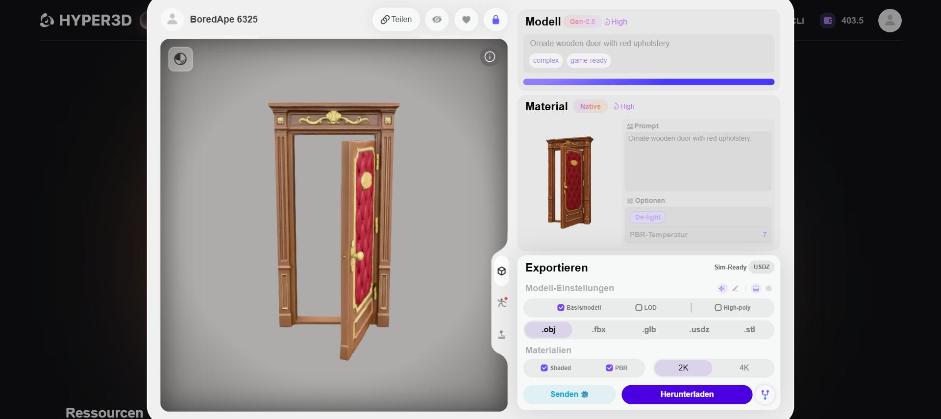 HYPER3D
BoredApe 6325
Teilen
CLI
403.5
Modell Gen-2.5 High
Ornate wooden door with red upholstery.
complex game ready
Material Native High
Prompt
Ornate wooden door with red upholstery.
Optionen
De-light
PBR-Temperatur 7
Exportieren Sim-Ready USDZ
Modell-Einstellungen
Basismodell LOD High-poly
.obj .fbx .glb .usdz .stl
Materialien
Shaded PBR 2K 4K
Senden Herunterladen
Ressourcen